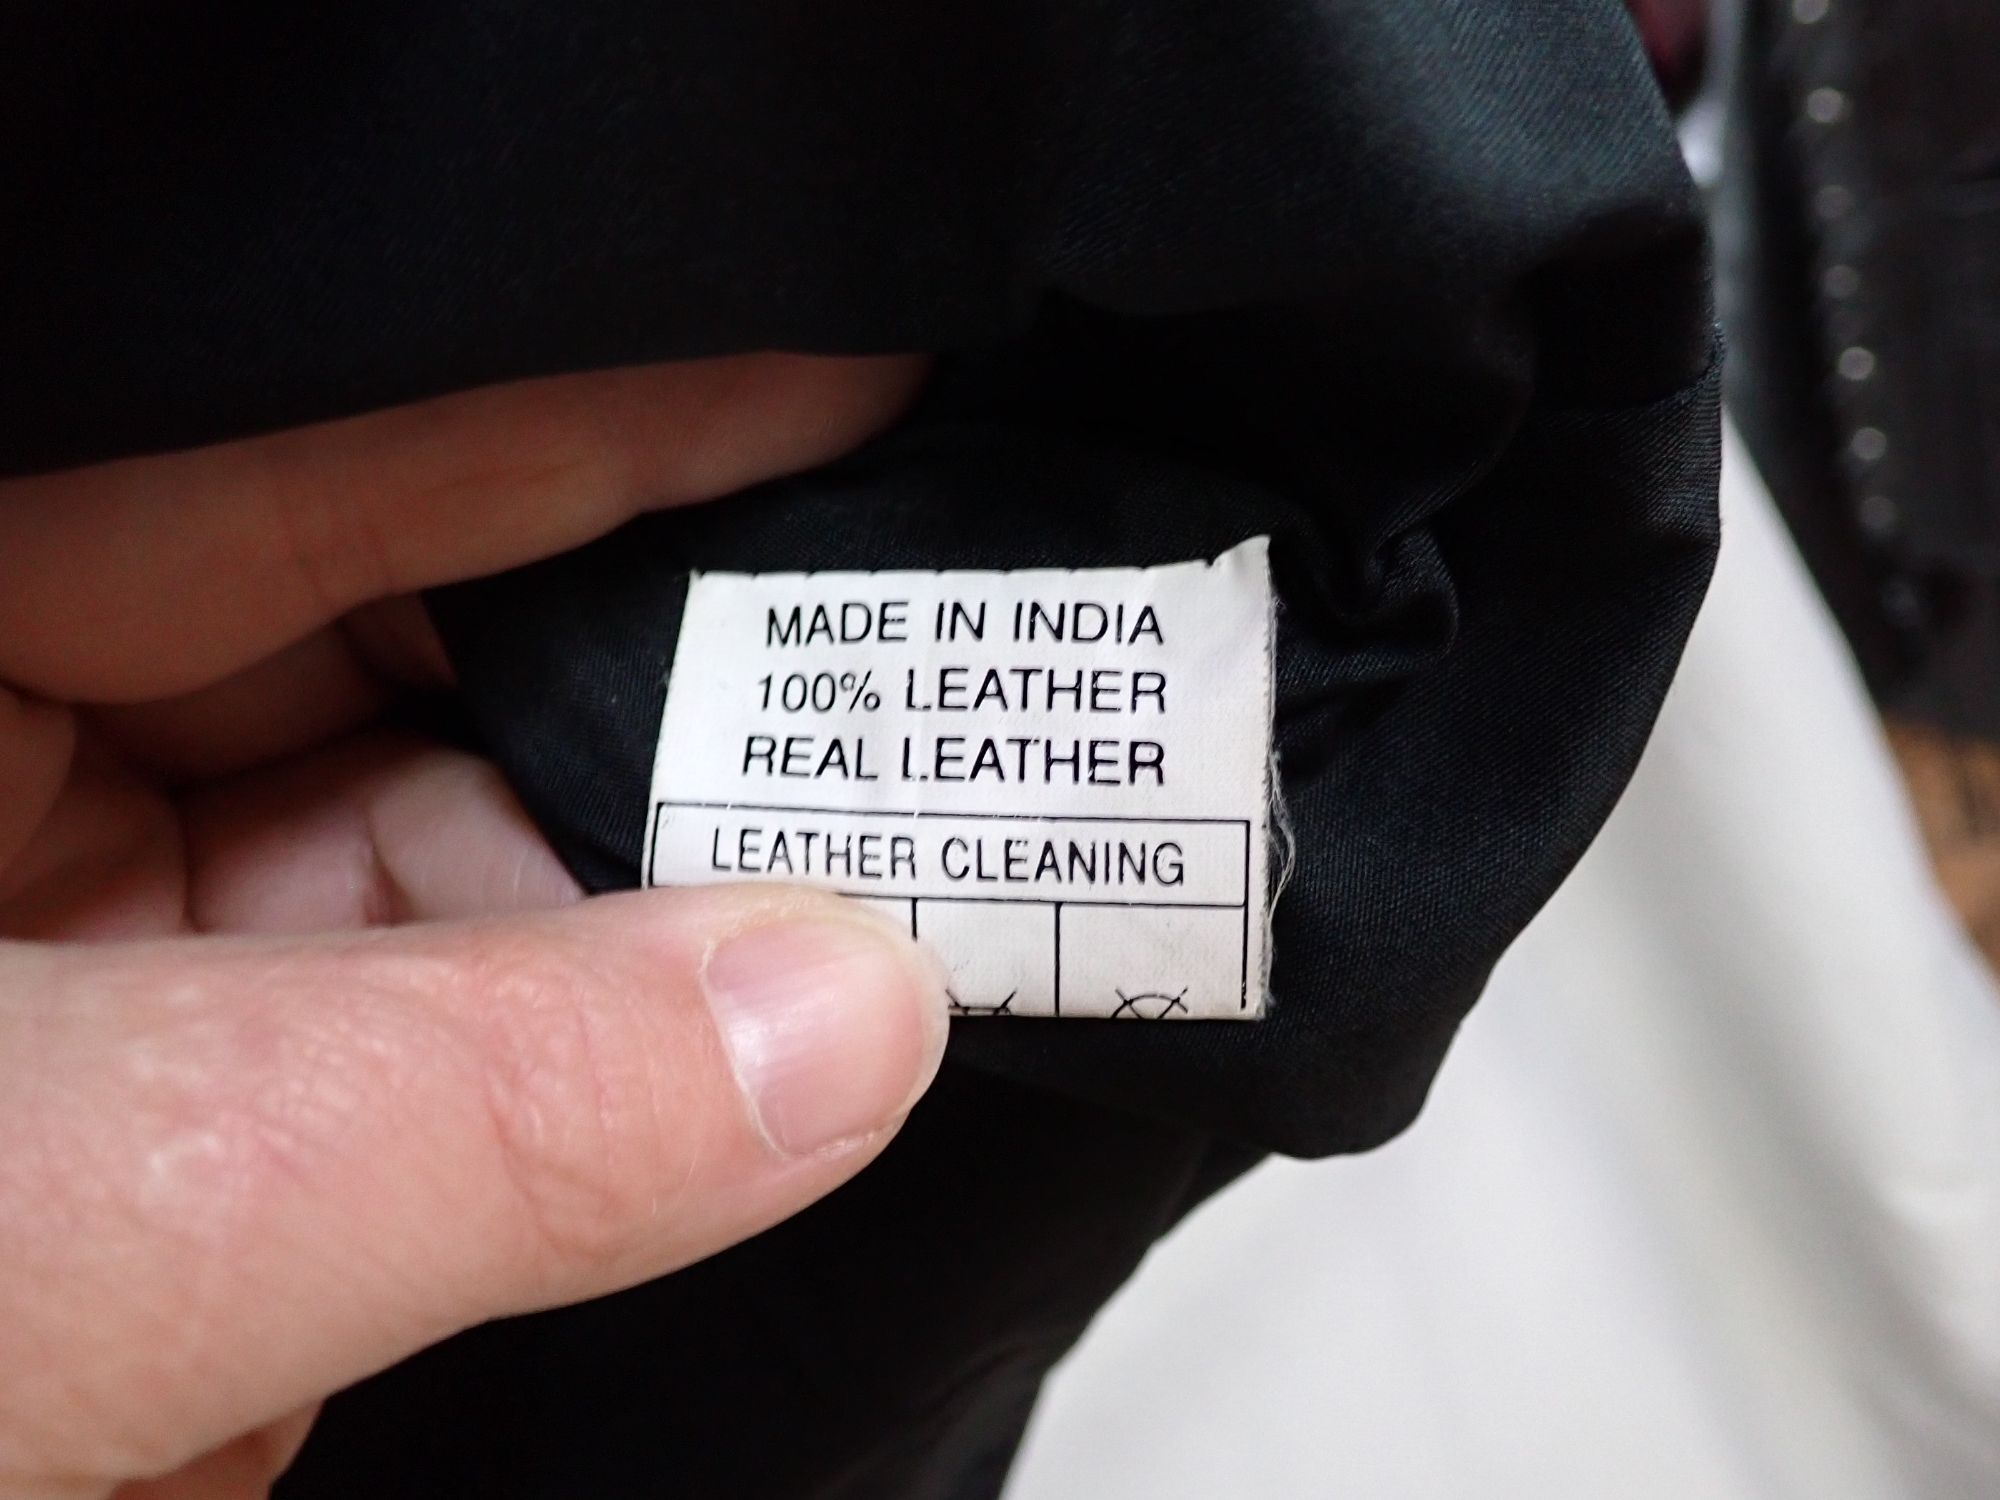 MADE IN INDIA
100% LEATHER
REAL LEATHER
LEATHER CLEANING